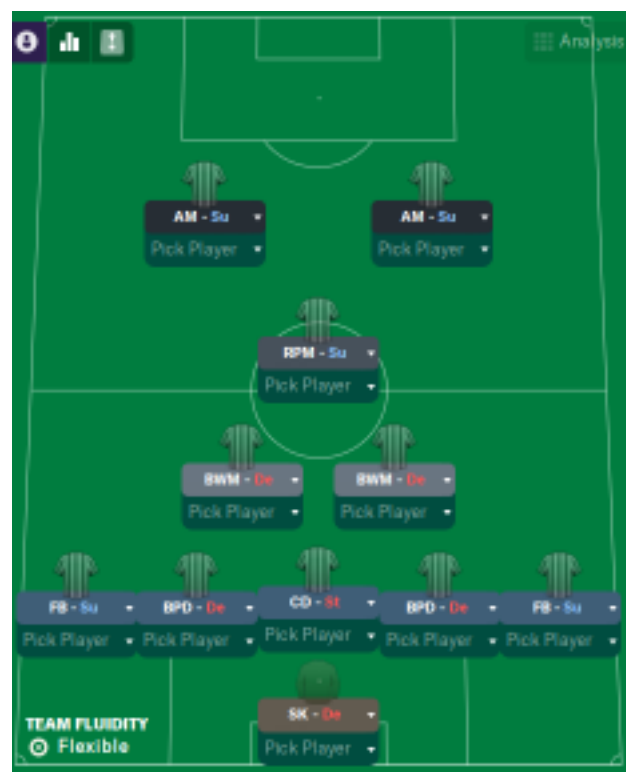 Analysis
AM - Su AM - Su
Pick Player Pick Player
RPM - Su
Pick Player
BWM - De BWM - De
Pick Player Pick Player
FB - Su BPD - De CD - St BPD - De FB - Su
Pick Player Pick Player Pick Player Pick Player Pick Player
SK - De
Pick Player
TEAM FLUIDITY
Flexible